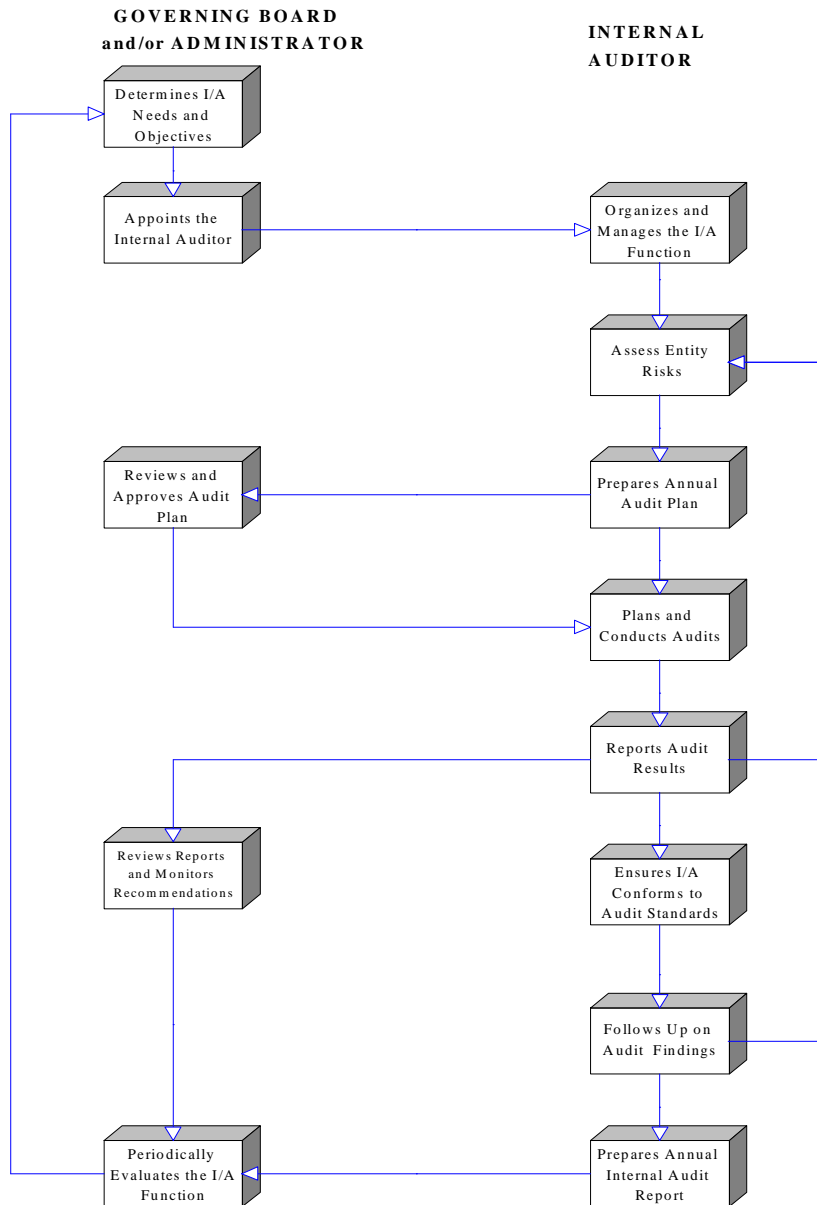 GOVERNING BOARD
and/or ADMINISTRATOR
INTERNAL
AUDITOR
Determines I/A
Needs and
Objectives
Appoints the
Internal Auditor
Organizes and
Manages the I/A
Function
Assess Entity
Risks
Reviews and
Approves Audit
Plan
Prepares Annual
Audit Plan
Plans and
Conducts Audits
Reports Audit
Results
Reviews Reports
and Monitors
Recommendations
Ensures I/A
Conforms to
Audit Standards
Follows Up on
Audit Findings
Periodically
Evaluates the I/A
Function
Prepares Annual
Internal Audit
Report